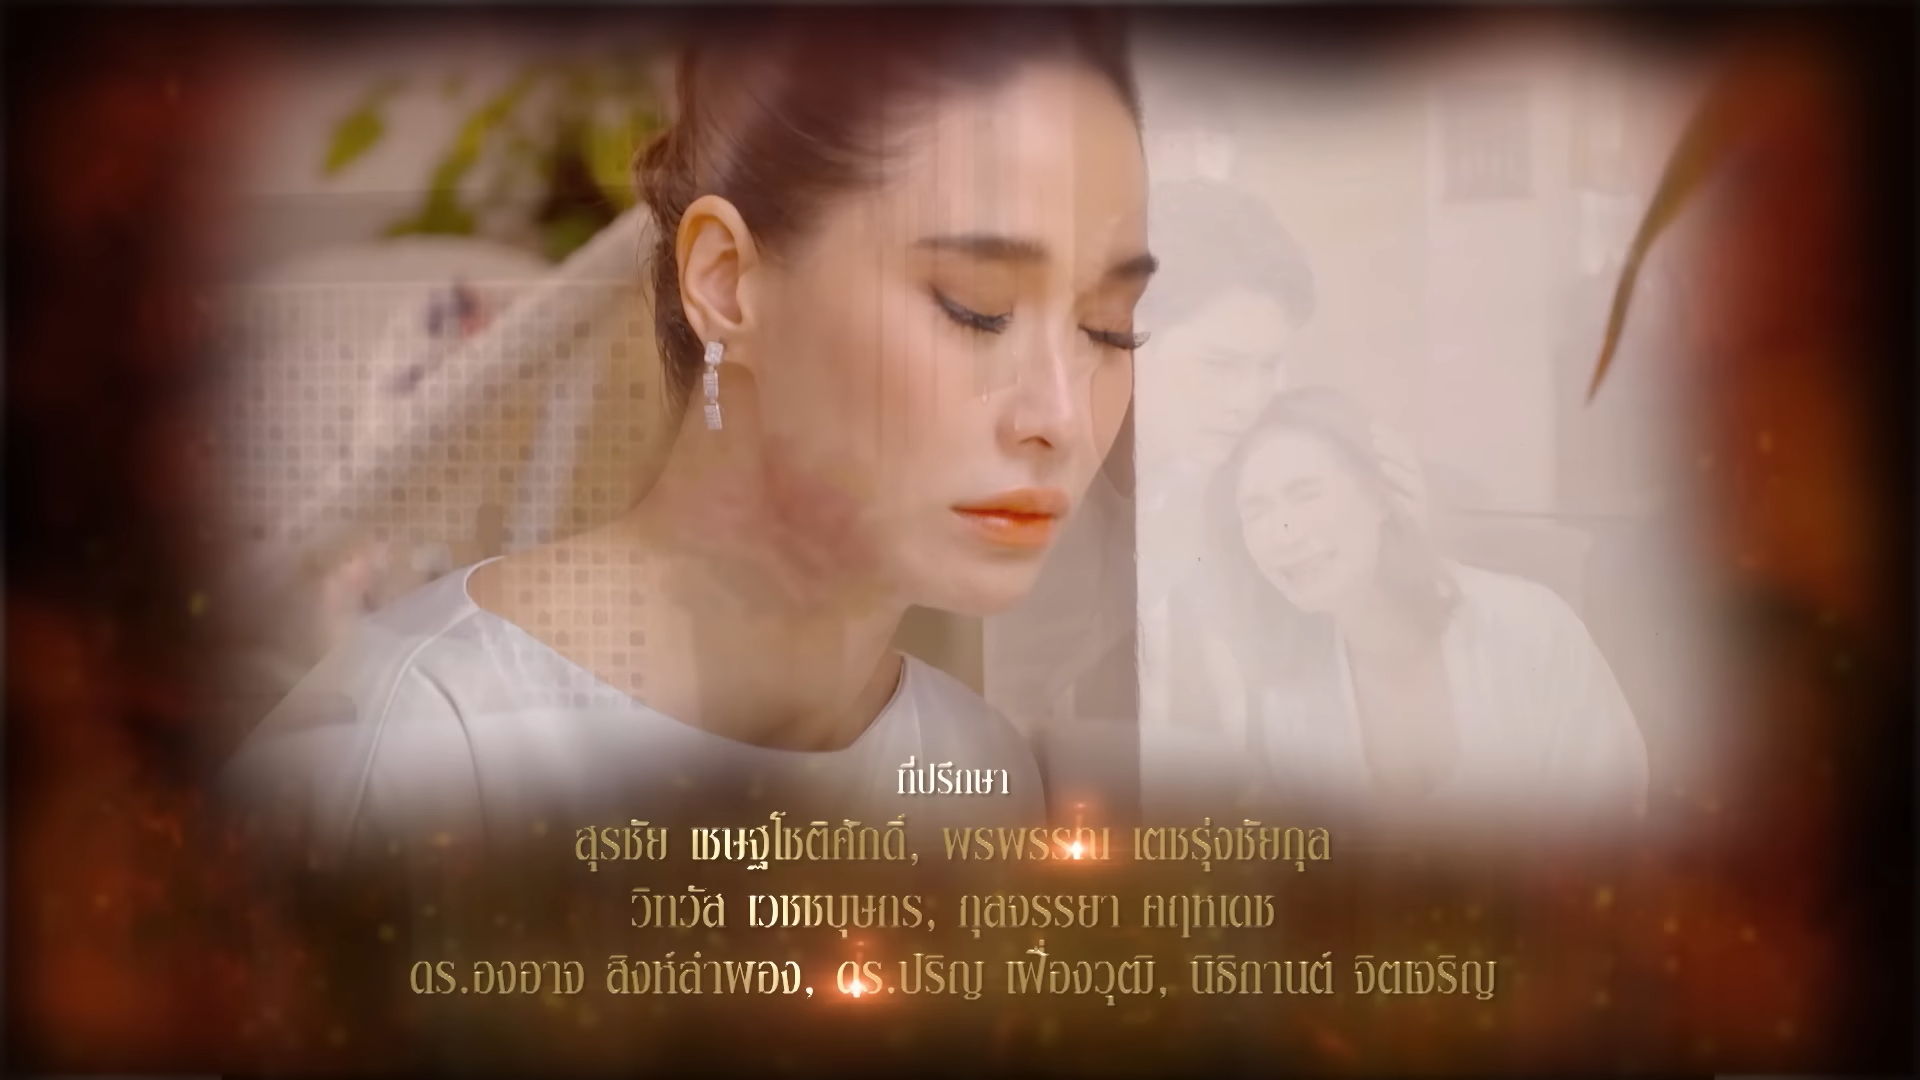 ที่ปรึกษา
สุรชัย เชษฐโชติศักดิ์, พรพรรณ เตชรุ่งชัยกุล
วิทวัส เวชชบุษกร, กุลจรรยา คฤหเดช
ดร.องอาจ สิงห์ลำพอง, ดร.ปริญ เฟื่องวุฒิ, นิธิกานต์ จิตเจริญ